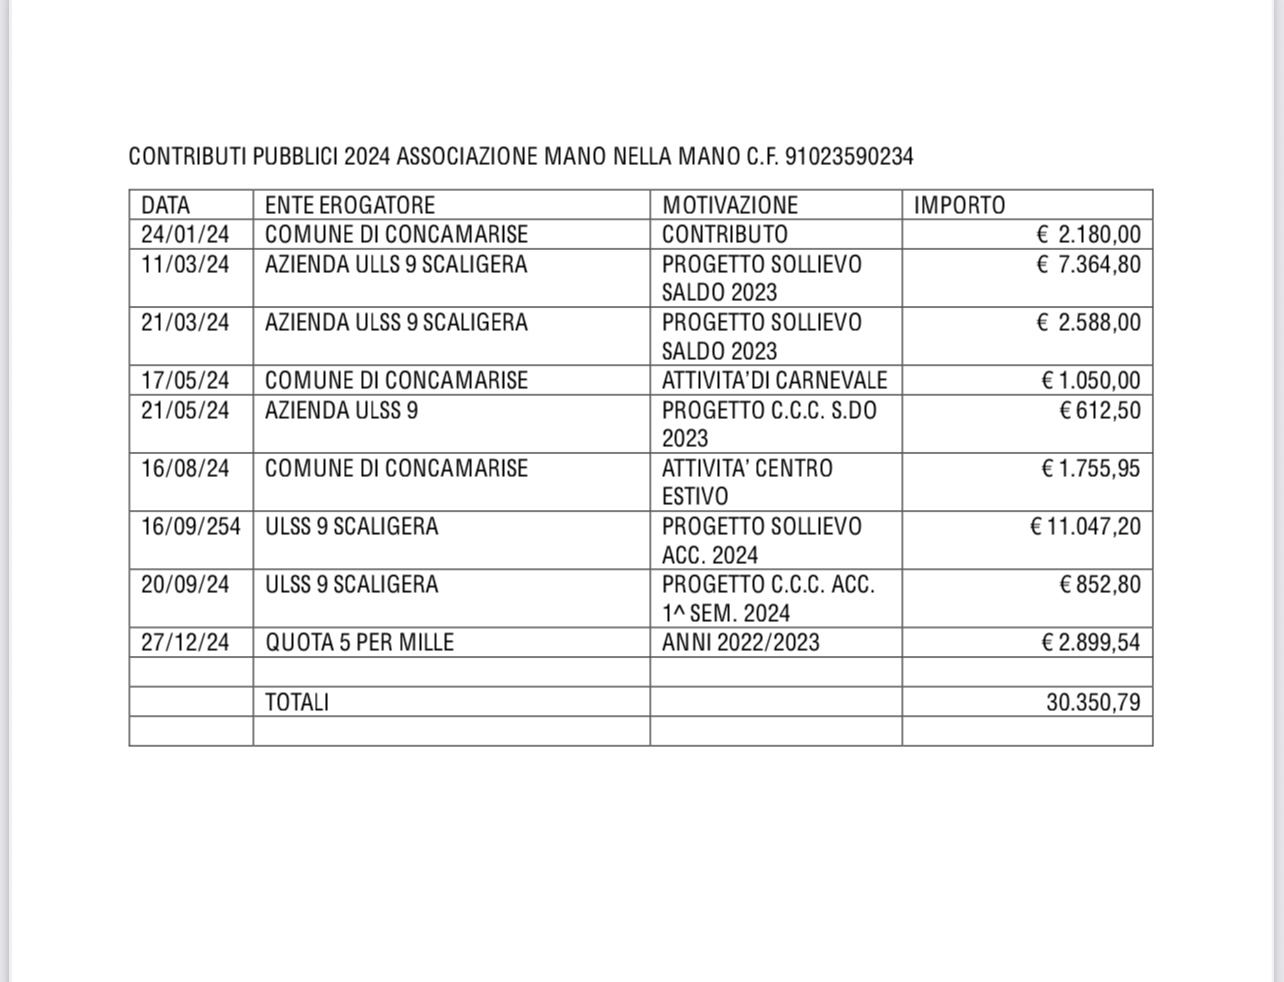 CONTRIBUTI PUBBLICI 2024 ASSOCIAZIONE MANO NELLA MANO C.F. 91023590234
DATA ENTE EROGATORE MOTIVAZIONE IMPORTO
24/01/24 COMUNE DI CONCAMARISE CONTRIBUTO € 2.180,00
11/03/24 AZIENDA ULLS 9 SCALIGERA PROGETTO SOLLIEVO € 7.364,80
SALDO 2023
21/03/24 AZIENDA ULSS 9 SCALIGERA PROGETTO SOLLIEVO € 2.588,00
SALDO 2023
17/05/24 COMUNE DI CONCAMARISE ATTIVITA’DI CARNEVALE € 1.050,00
21/05/24 AZIENDA ULSS 9 PROGETTO C.C.C. S.DO € 612,50
2023
16/08/24 COMUNE DI CONCAMARISE ATTIVITA’ CENTRO € 1.755,95
ESTIVO
16/09/254 ULSS 9 SCALIGERA PROGETTO SOLLIEVO € 11.047,20
ACC. 2024
20/09/24 ULSS 9 SCALIGERA PROGETTO C.C.C. ACC. € 852,80
1^ SEM. 2024
27/12/24 QUOTA 5 PER MILLE ANNI 2022/2023 € 2.899,54
TOTALI 30.350,79